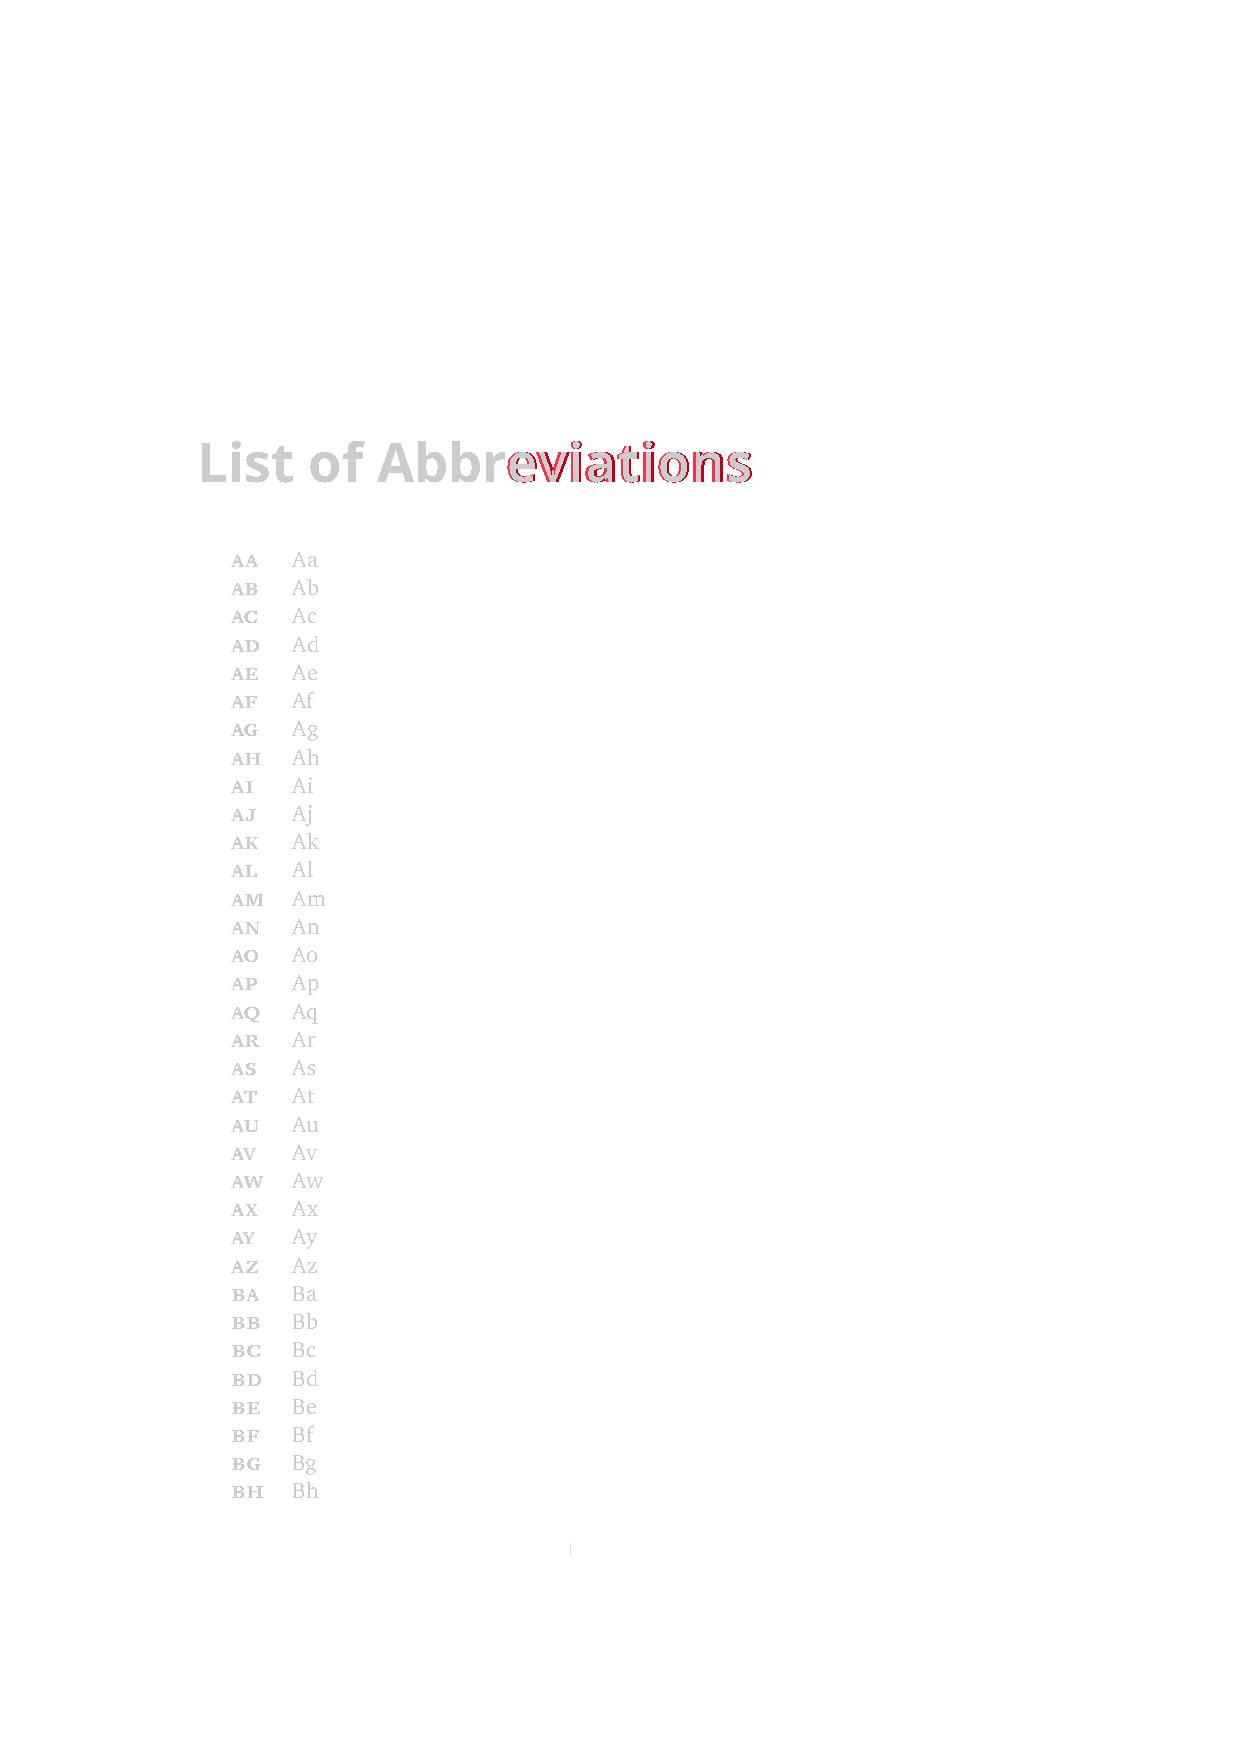 List of Abbreviations
AA Aa
AB Ab
AC Ac
AD Ad
AE Ae
AF Af
AG Ag
AH Ah
AI Ai
AJ Aj
AK Ak
AL Al
AM Am
AN An
AO Ao
AP Ap
AQ Aq
AR Ar
AS As
AT At
AU Au
AV Av
AW Aw
AX Ax
AY Ay
AZ Az
BA Ba
BB Bb
BC Bc
BD Bd
BE Be
BF Bf
BG Bg
BH Bh
i